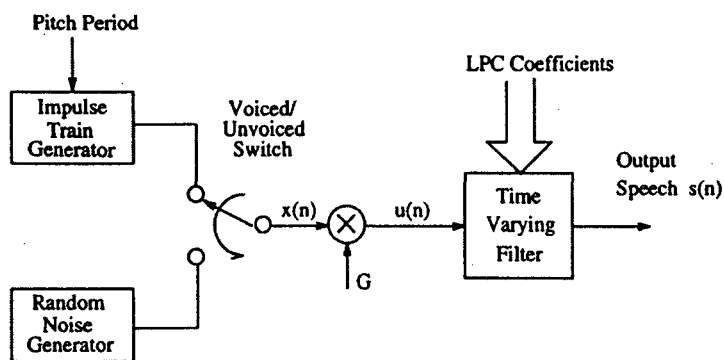 Pitch Period
Impulse
Train
Generator
Voiced/
Unvoiced
Switch
LPC Coefficients
x(n)
u(n)
G
Time
Varying
Filter
Output
Speech s(n)
Random
Noise
Generator